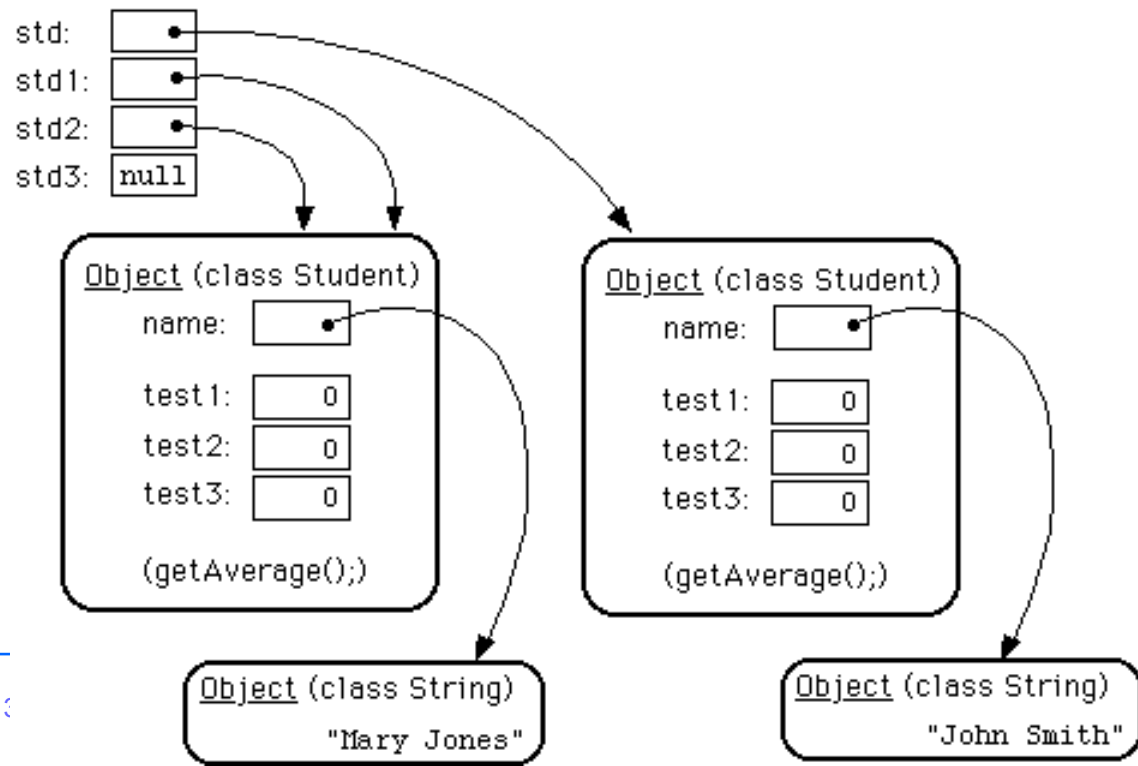 std:
std1:
std2:
std3: null
Object (class Student)
name:
test1: 0
test2: 0
test3: 0
(getAverage();)
Object (class Student)
name:
test1: 0
test2: 0
test3: 0
(getAverage();)
Object (class String)
"Mary Jones"
Object (class String)
"John Smith"